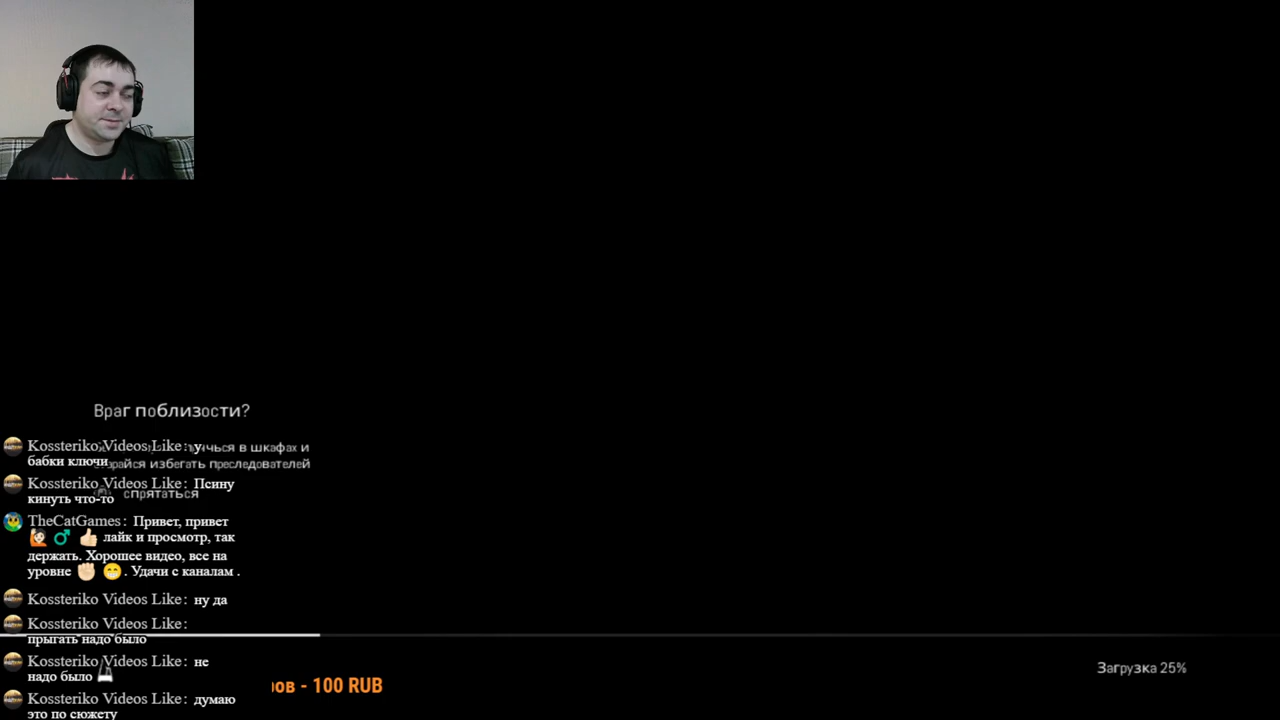 Враг поблизости?
Kossteriko Videos Like: у
бабки ключи
чься в шкафах и
райся избегать преследователей
Kossteriko Videos Like: Псину
кинуть что-то
спрятаться
TheCatGames: Привет, привет
🙋🏻 ♂ 👍🏻 лайк и просмотр, так
держать. Хорошее видео, все на
уровне ✊🏻 😁. Удачи с каналам .
Kossteriko Videos Like: ну да
Kossteriko Videos Like:
прыгать надо было
Kossteriko Videos Like: не
надо было
Kossteriko Videos Like: думаю
это по сюжету
ов - 100 RUB
Загрузка 25%